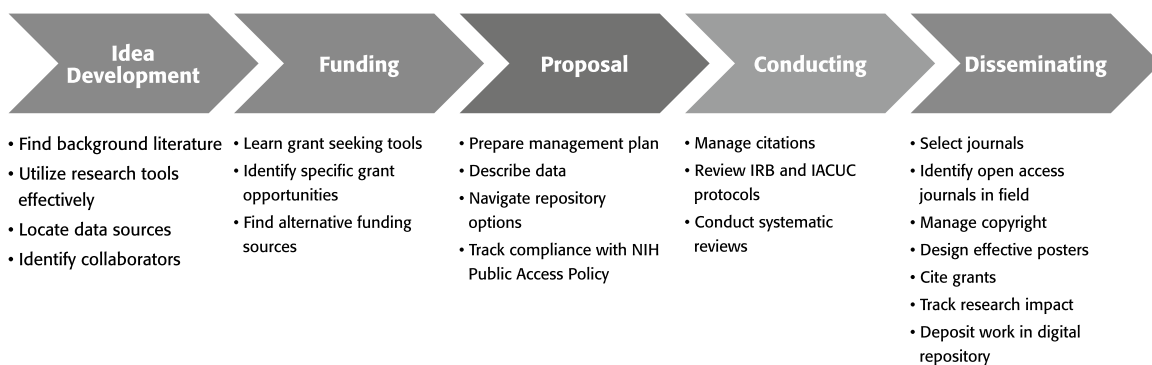 Idea
Development
• Find background literature
• Utilize research tools
effectively
• Locate data sources
• Identify collaborators
Funding
• Learn grant seeking tools
• Identify specific grant
opportunities
• Find alternative funding
sources
Proposal
• Prepare management plan
• Describe data
• Navigate repository
options
• Track compliance with NIH
Public Access Policy
Conducting
• Manage citations
• Review IRB and IACUC
protocols
• Conduct systematic
reviews
Disseminating
• Select journals
• Identify open access
journals in field
• Manage copyright
• Design effective posters
• Cite grants
• Track research impact
• Deposit work in digital
repository